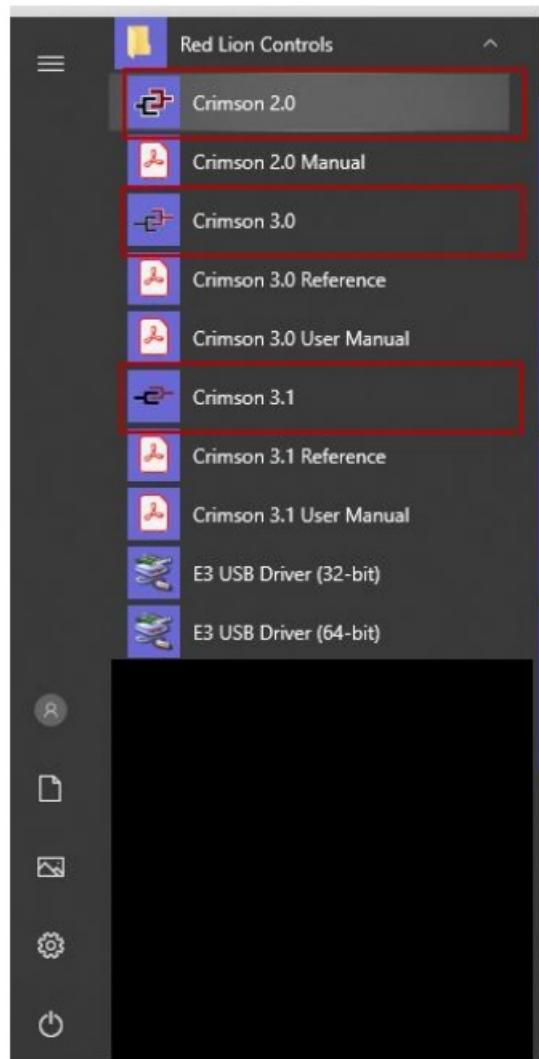 Red Lion Controls
Crimson 2.0
Crimson 2.0 Manual
Crimson 3.0
Crimson 3.0 Reference
Crimson 3.0 User Manual
Crimson 3.1
Crimson 3.1 Reference
Crimson 3.1 User Manual
E3 USB Driver (32-bit)
E3 USB Driver (64-bit)